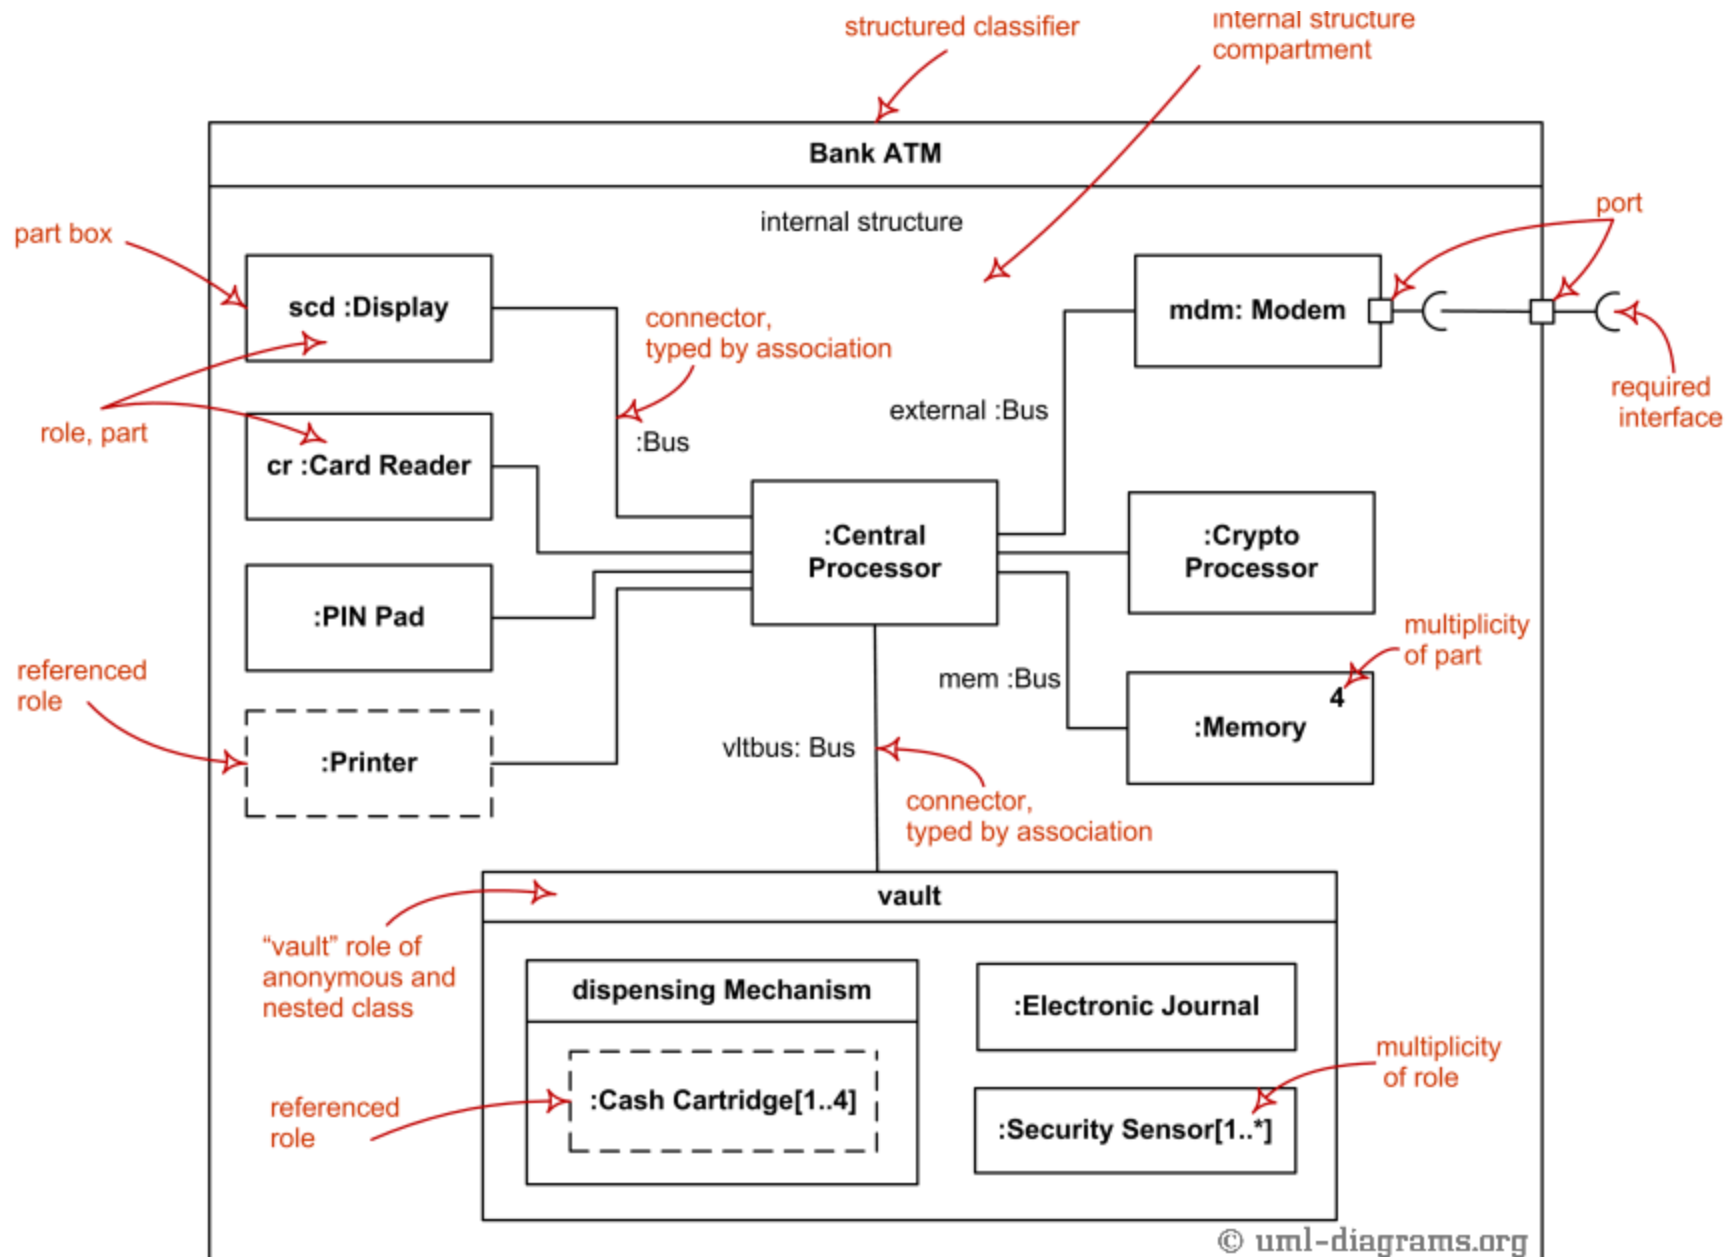 structured classifier
internal structure
compartment
Bank ATM
internal structure
port
part box
scd :Display
mdm: Modem
connector,
typed by association
required
interface
external :Bus
role, part
:Bus
cr :Card Reader
:Central
Processor
:Crypto
Processor
:PIN Pad
multiplicity
of part
referenced
role
mem :Bus
4
:Memory
:Printer
vltbus: Bus
connector,
typed by association
vault
“vault” role of
anonymous and
nested class
dispensing Mechanism
:Electronic Journal
multiplicity
of role
:Cash Cartridge[1..4]
referenced
role
:Security Sensor[1..*]
© uml-diagrams.org